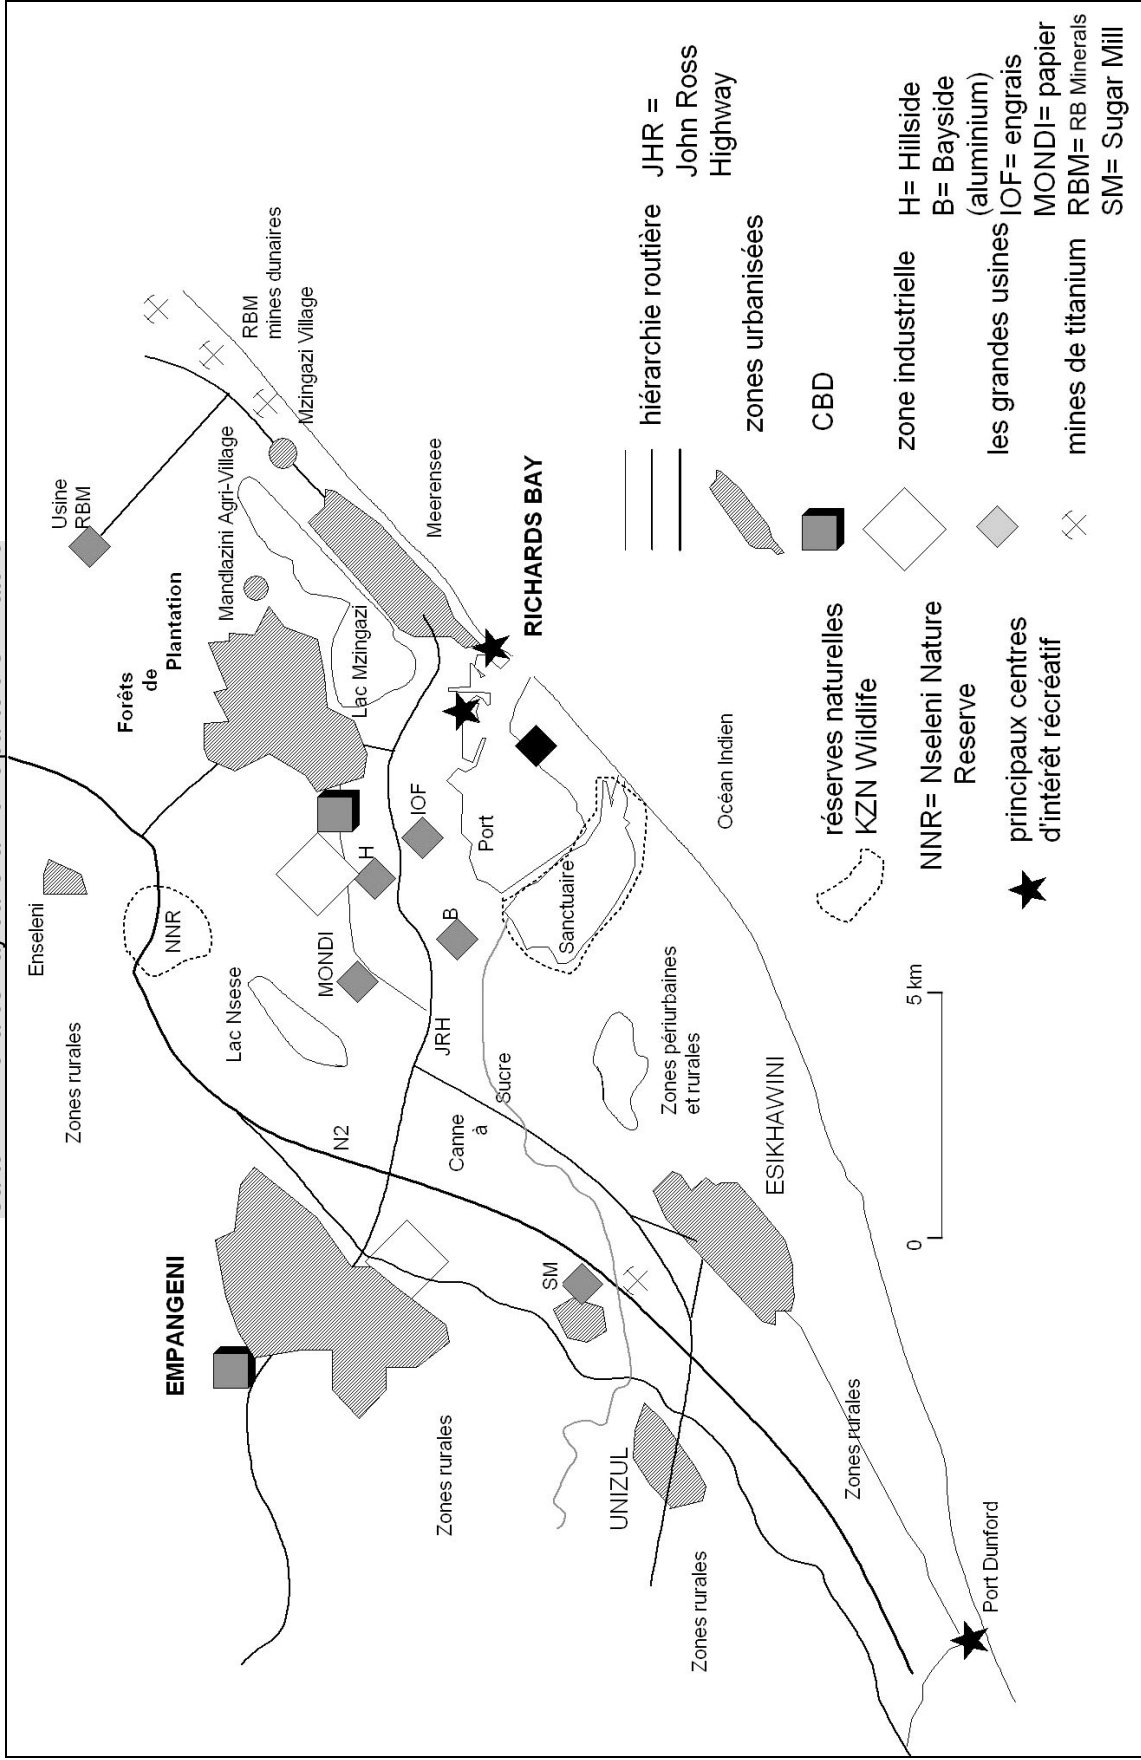 Enseleni
Zones rurales
NNR
Usine
RBM
Forêts
de
Plantation
Mandlazini Agri-Village
RBM
mines dunaires
Mzingazi Village
Lac Mzingazi
Meerensee
RICHARDS BAY
Lac Nsese
MONDI
H
IOF
B
Port
Sanctuaire
JRH
N2
Canne
à
Sucre
EMPANGENI
SM
Zones périurbaines
et rurales
ESIKHAWINI
Océan Indien
Zones rurales
UNIZUL
Zones rurales
Zones rurales
Port Dunford
0
5 km
hiérarchie routière
JHR =
John Ross
Highway
zones urbanisées
CBD
zone industrielle
les grandes usines
mines de titanium
H= Hillside
B= Bayside
(aluminium)
IOF= engrais
MONDI= papier
RBM= RB Minerals
SM= Sugar Mill
réserves naturelles
KZN Wildlife
NNR= Nseleni Nature
Reserve
principaux centres
d'intérêt récréatif